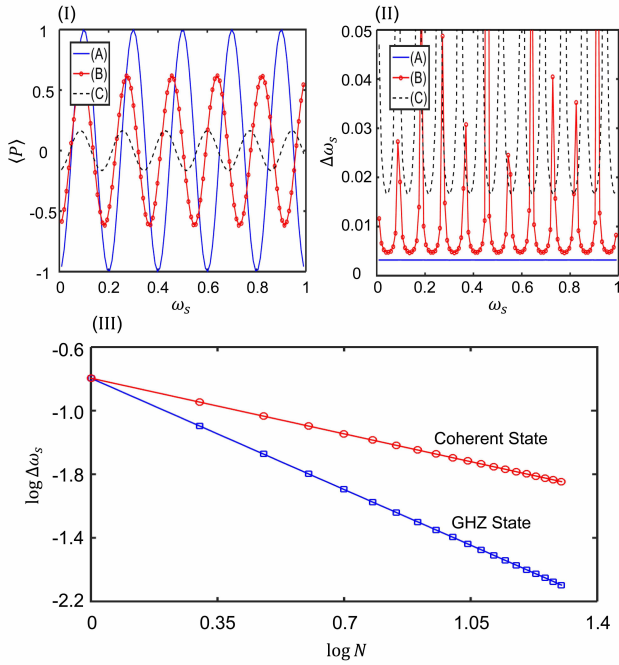 (I)
(II)
1
0.5
0
-0.5
-1
(A)
(B)
(C)
⟨P⟩
0
0.2
0.4
0.6
0.8
1
ωₛ
0.05
0.04
0.03
0.02
0.01
0
(A)
(B)
(C)
Δωₛ
0
0.2
0.4
0.6
0.8
1
ωₛ
(III)
-0.6
-1.0
-1.8
-1.4
-2.2
log Δωₛ
Coherent State
GHZ State
0
0.35
0.7
1.05
1.4
log N